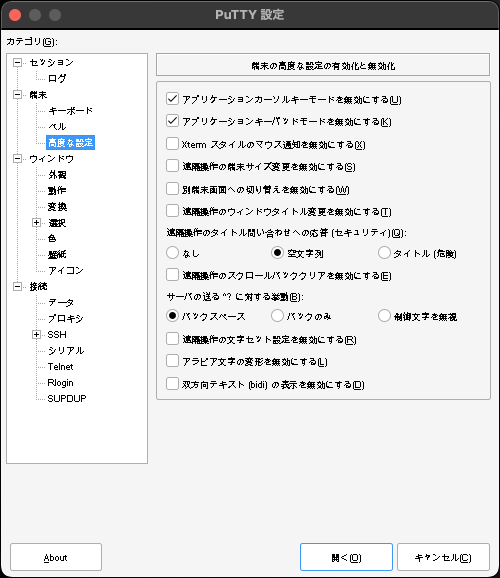 PuTTY 設定
カテゴリ(G):
セッション
ログ
端末
キーボード
ベル
高度な設定
ウィンドウ
外観
動作
変換
選択
色
壁紙
アイコン
接続
データ
プロキシ
SSH
シリアル
Telnet
Rlogin
SUPDUP
端末の高度な設定の有効化と無効化
アプリケーションカーソルキーモードを無効にする(U)
アプリケーションキーパッドモードを無効にする(K)
Xterm スタイルのマウス通知を無効にする(X)
遠隔操作の端末サイズ変更を無効にする(S)
別端末画面への切り替えを無効にする(W)
遠隔操作のウィンドウタイトル変更を無効にする(T)
遠隔操作のタイトル問い合わせへの応答 (セキュリティ)(Q):
なし 空文字列 タイトル (危険)
遠隔操作のスクロールバッククリアを無効にする(E)
サーバの送る ^? に対する挙動(B):
バックスペース バックのみ 制御文字を無視
遠隔操作の文字セット設定を無効にする(R)
アラビア文字の変形を無効にする(L)
双方向テキスト (bidi) の表示を無効にする(D)
About 開く(O) キャンセル(C)